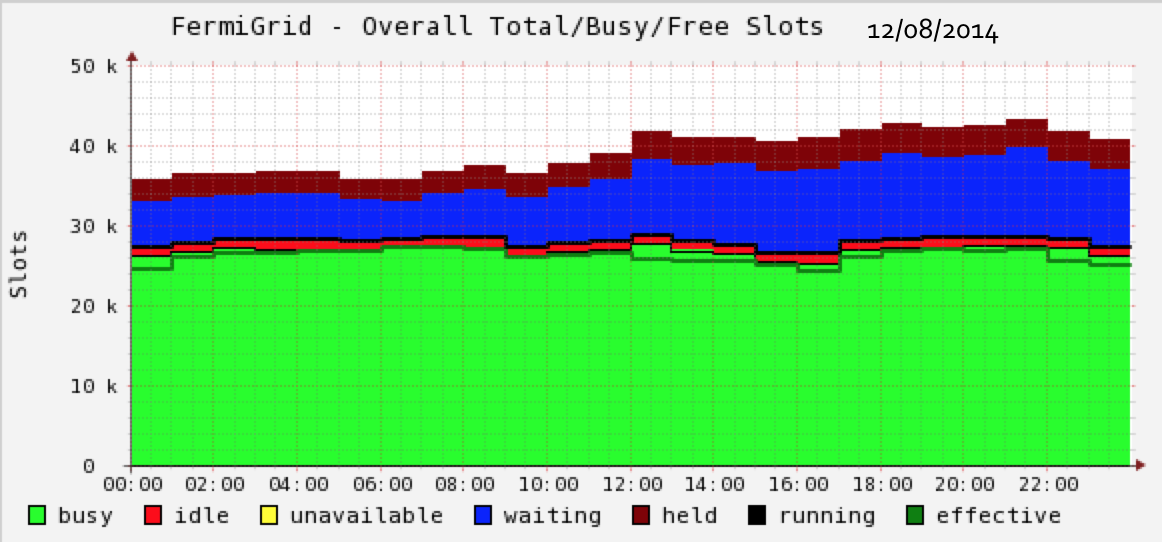 FermiGrid - Overall Total/Busy/Free Slots 12/08/2014
50 k
40 k
30 k
20 k
10 k
0
Slots
00:00 02:00 04:00 06:00 08:00 10:00 12:00 14:00 16:00 18:00 20:00 22:00
busy idle unavailable waiting held running effective